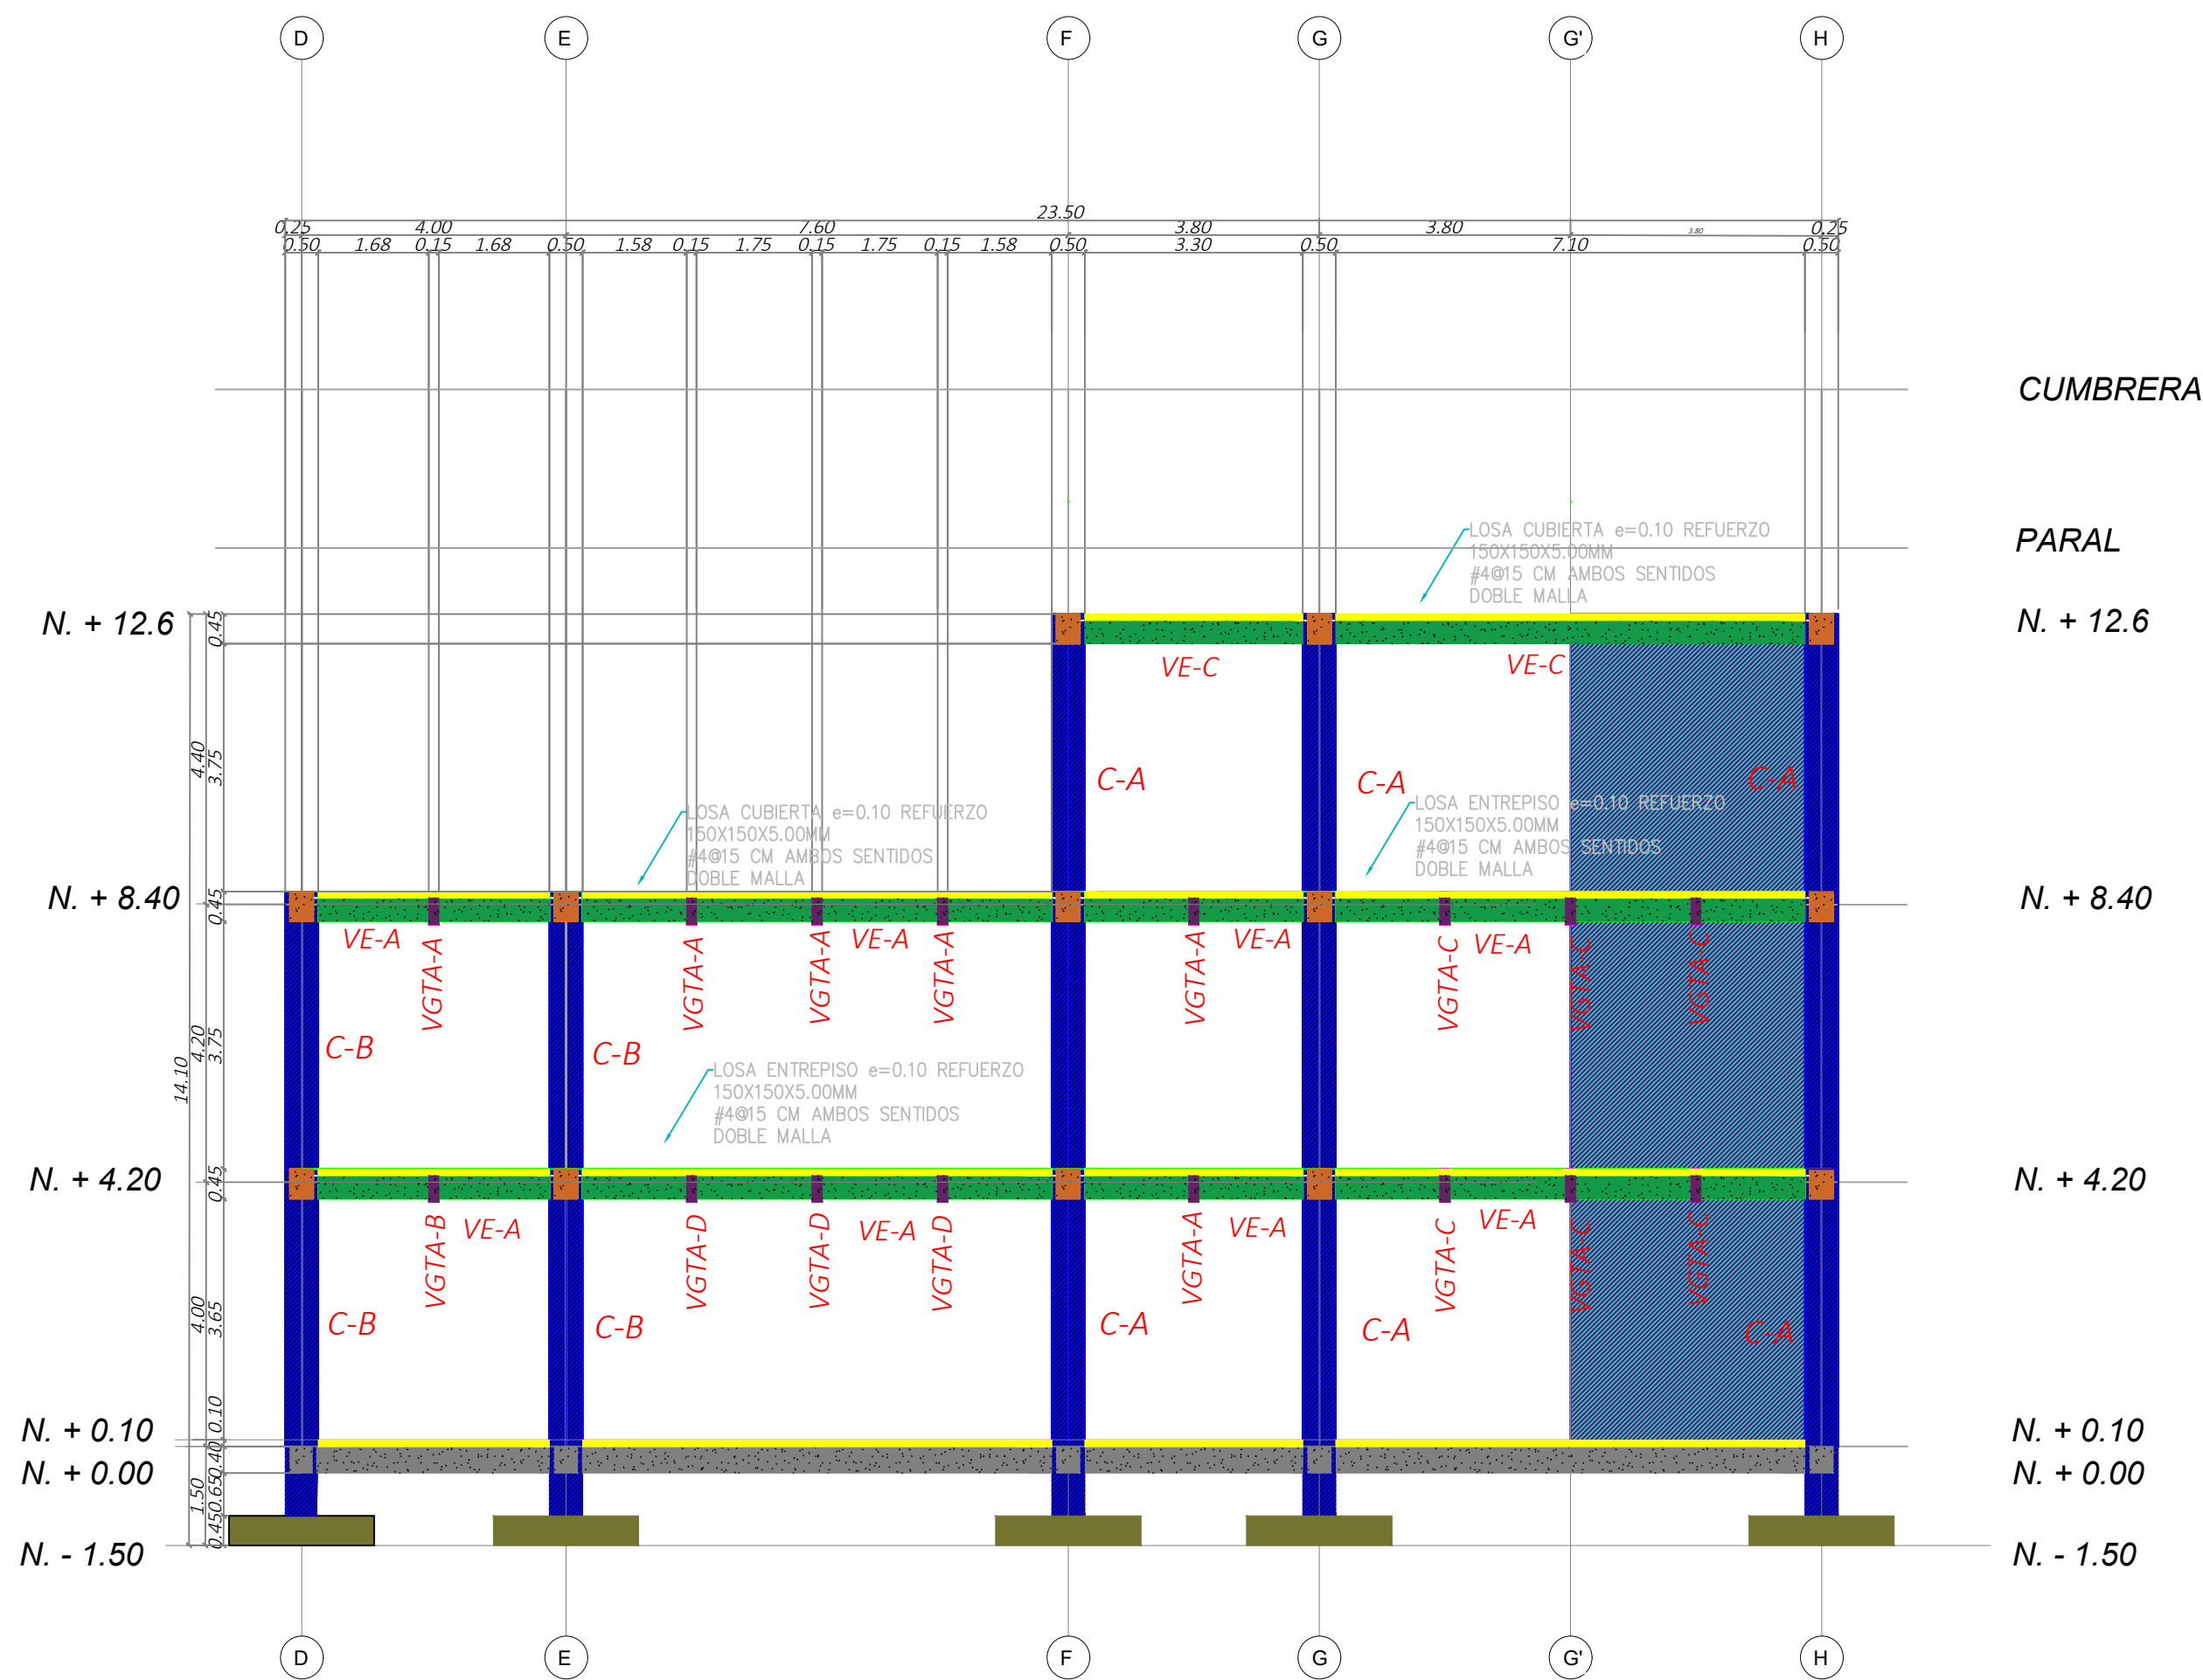 D E F G G' H
23.50
0.25 4.00 7.60 3.80 3.80 3.80 0.25
0.50 1.68 0.15 1.68 0.50 1.58 0.15 1.75 0.15 1.75 0.15 1.58 0.50 3.30 0.50 7.10 0.50
CUMBRERA
LOSA CUBIERTA e=0.10 REFUERZO
150X150X5.00MM
#4@15 CM AMBOS SENTIDOS
DOBLE MALLA
PARAL
N. + 12.6
0.45
N. + 12.6
VE-C VE-C
4.40
3.75
C-A C-A C-A
LOSA CUBIERTA e=0.10 REFUERZO
150X150X5.00MM
#4@15 CM AMBOS SENTIDOS
DOBLE MALLA
LOSA ENTREPISO e=0.10 REFUERZO
150X150X5.00MM
#4@15 CM AMBOS SENTIDOS
DOBLE MALLA
N. + 8.40
0.45
N. + 8.40
VE-A VE-A VE-A VE-A
VGTA-A VGTA-A VGTA-A VGTA-A VGTA-A VGTA-C VGTA-C VGTA-C
14.10
4.20
3.75
C-B C-B
LOSA ENTREPISO e=0.10 REFUERZO
150X150X5.00MM
#4@15 CM AMBOS SENTIDOS
DOBLE MALLA
N. + 4.20
0.45
N. + 4.20
VE-A VE-A VE-A VE-A
VGTA-B VGTA-D VGTA-D VGTA-D VGTA-A VGTA-C VGTA-C VGTA-C
4.00
3.65
C-B C-B C-A C-A C-A
N. + 0.10
0.10
N. + 0.10
0.40
N. + 0.00
N. + 0.00
1.50
0.65
0.45
N. - 1.50
N. - 1.50
D E F G G' H